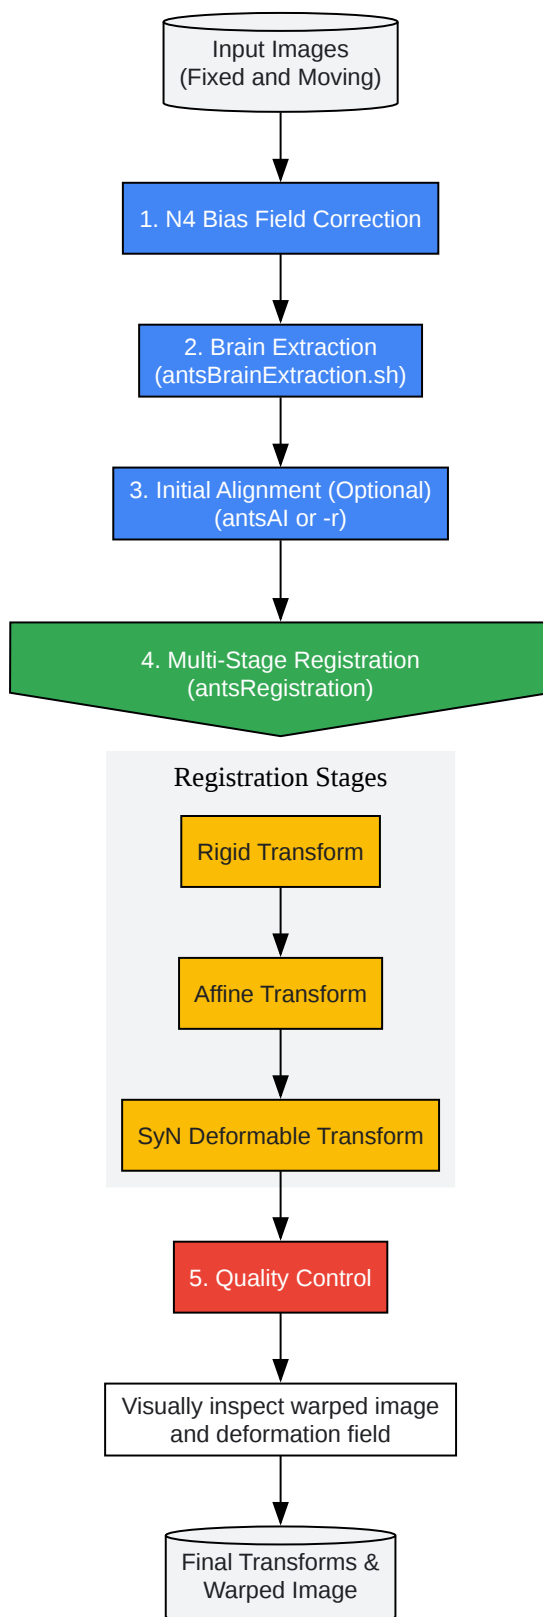 Input Images
(Fixed and Moving)
1. N4 Bias Field Correction
2. Brain Extraction
(antsBrainExtraction.sh)
3. Initial Alignment (Optional)
(antsAI or -r)
4. Multi-Stage Registration
(antsRegistration)
Registration Stages
Rigid Transform
Affine Transform
SyN Deformable Transform
5. Quality Control
Visually inspect warped image
and deformation field
Final Transforms &
Warped Image